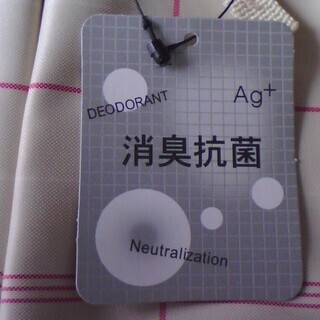 DEODORANT
Ag+
消臭抗菌
Neutralization